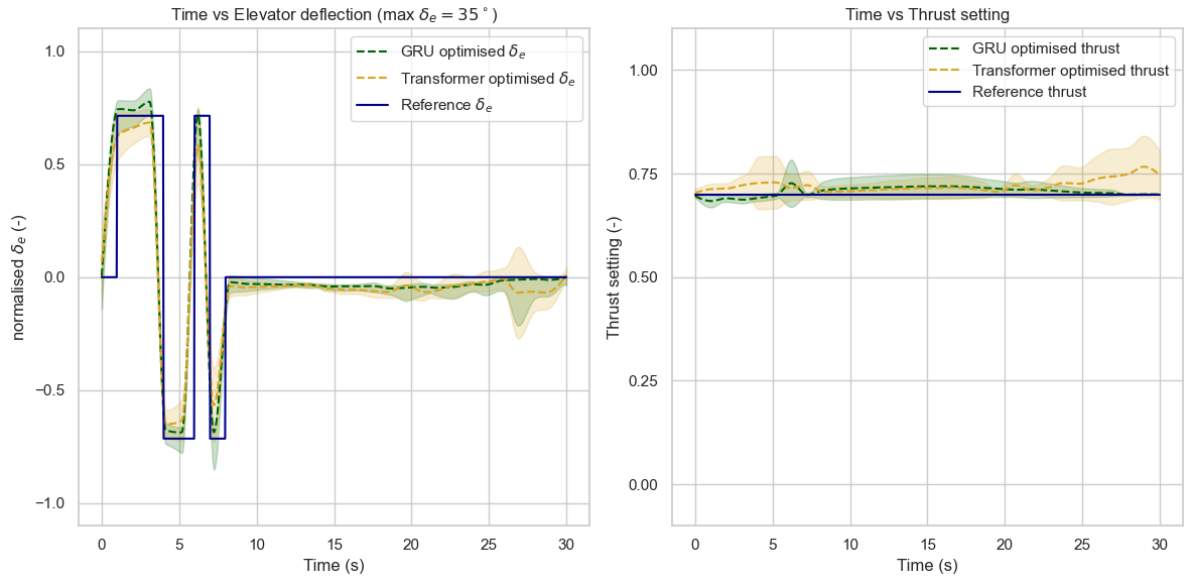 Time vs Elevator deflection (max δₑ = 35°)
1.0
0.5
0.0
−0.5
−1.0
normalised δₑ (-)
GRU optimised δₑ
Transformer optimised δₑ
Reference δₑ
0
5
10
15
20
25
30
Time (s)
Time vs Thrust setting
1.00
0.75
0.50
0.25
0.00
Thrust setting (-)
GRU optimised thrust
Transformer optimised thrust
Reference thrust
0
5
10
15
20
25
30
Time (s)